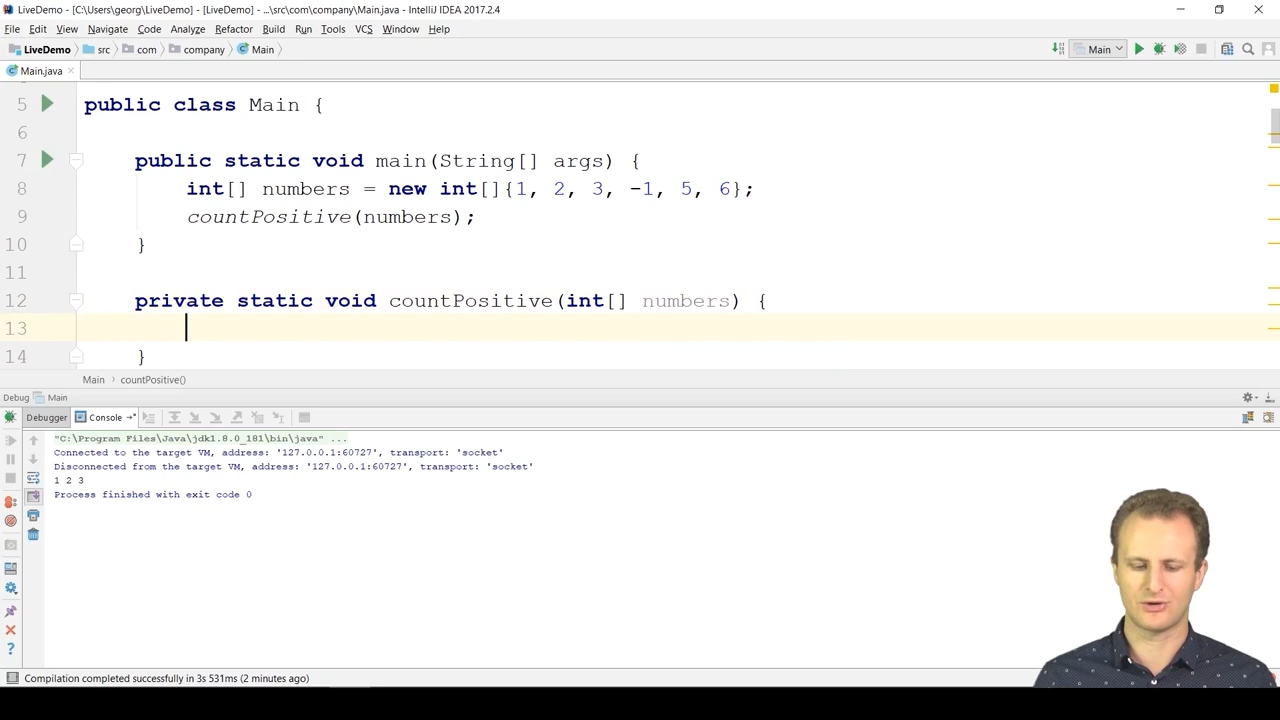 LiveDemo - [C:\Users\georg\LiveDemo] - [LiveDemo] - ...\src\com\company\Main.java - IntelliJ IDEA 2017.2.4
File Edit View Navigate Code Analyze Refactor Build Run Tools VCS Window Help
LiveDemo src com company Main Main
Main.java
5 public class Main {
6
7 public static void main(String[] args) {
8 int[] numbers = new int[]{1, 2, 3, -1, 5, 6};
9 countPositive(numbers);
10 }
11
12 private static void countPositive(int[] numbers) {
13
14 }
Main › countPositive()
Debug Main
Debugger Console
"C:\Program Files\Java\jdk1.8.0_181\bin\java" ...
Connected to the target VM, address: '127.0.0.1:60727', transport: 'socket'
Disconnected from the target VM, address: '127.0.0.1:60727', transport: 'socket'
1 2 3
Process finished with exit code 0
Compilation completed successfully in 3s 531ms (2 minutes ago)